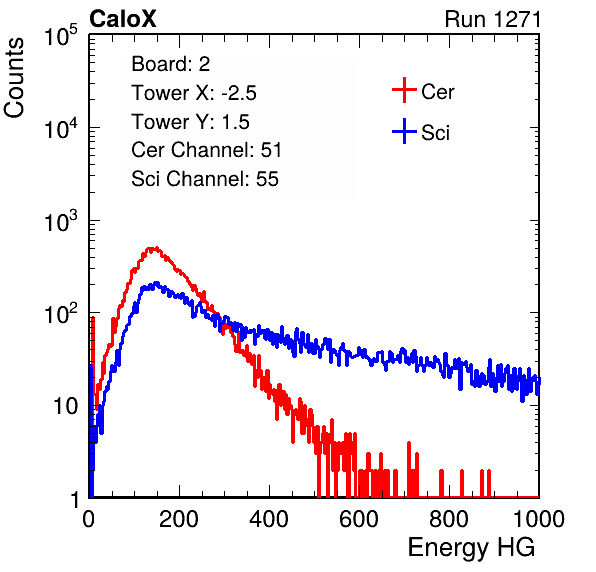 CaloX Run 1271
Counts
10^5
10^4
10^3
10^2
10
1
Board: 2
Tower X: -2.5
Tower Y: 1.5
Cer Channel: 51
Sci Channel: 55
Cer
Sci
0 200 400 600 800 1000
Energy HG